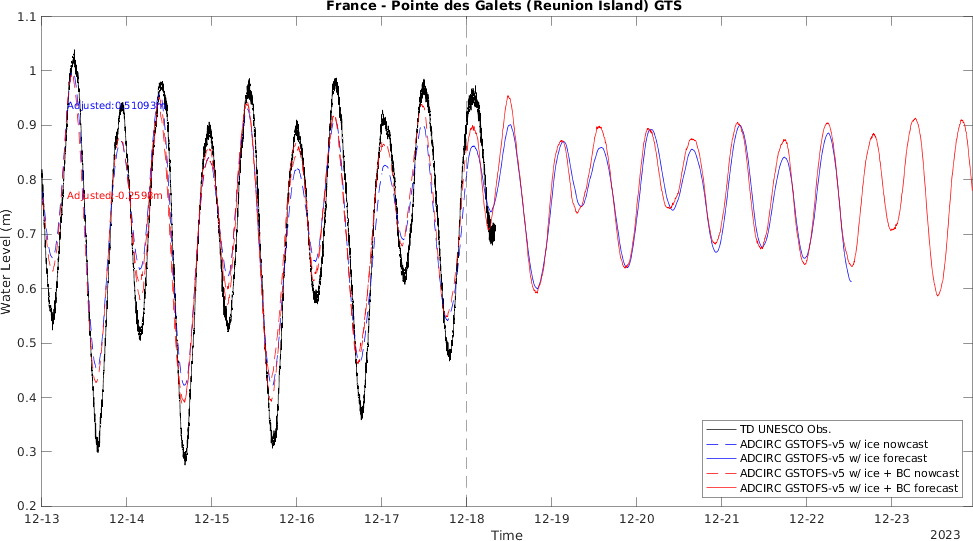 France - Pointe des Galets (Reunion Island) GTS
1.1
1
0.9
0.8
0.7
0.6
0.5
0.4
0.3
0.2
Water Level (m)
Adjusted:0.51093m
Adjusted:-0.2598m
TD UNESCO Obs.
ADCIRC GSTOFS-v5 w/ ice nowcast
ADCIRC GSTOFS-v5 w/ ice forecast
ADCIRC GSTOFS-v5 w/ ice + BC nowcast
ADCIRC GSTOFS-v5 w/ ice + BC forecast
12-13 12-14 12-15 12-16 12-17 12-18 12-19 12-20 12-21 12-22 12-23
Time
2023